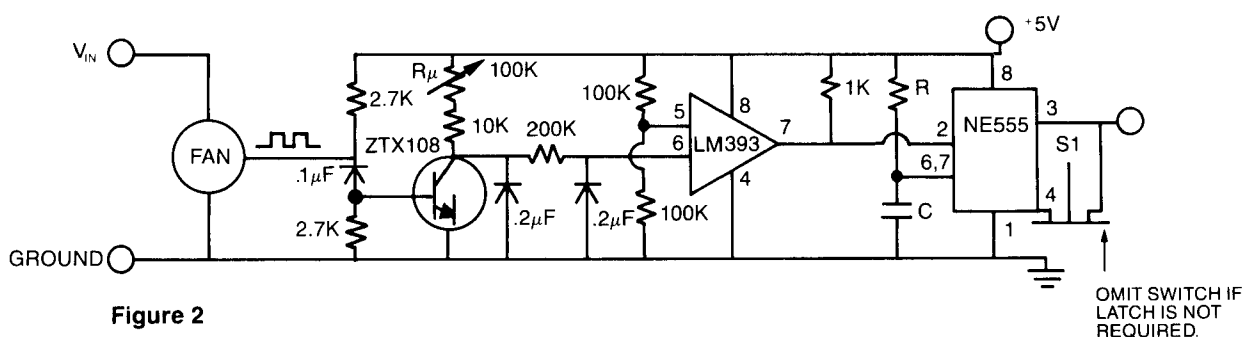 +5V
V_IN
Rμ
100K
2.7K
100K
1K
R
8
8
3
NE555
10K
200K
5
7
2
FAN
ZTX108
6
LM393
S1
6,7
.1μF
4
4
2.7K
.2μF
.2μF
100K
C
1
GROUND
OMIT SWITCH IF
LATCH IS NOT
REQUIRED.
Figure 2